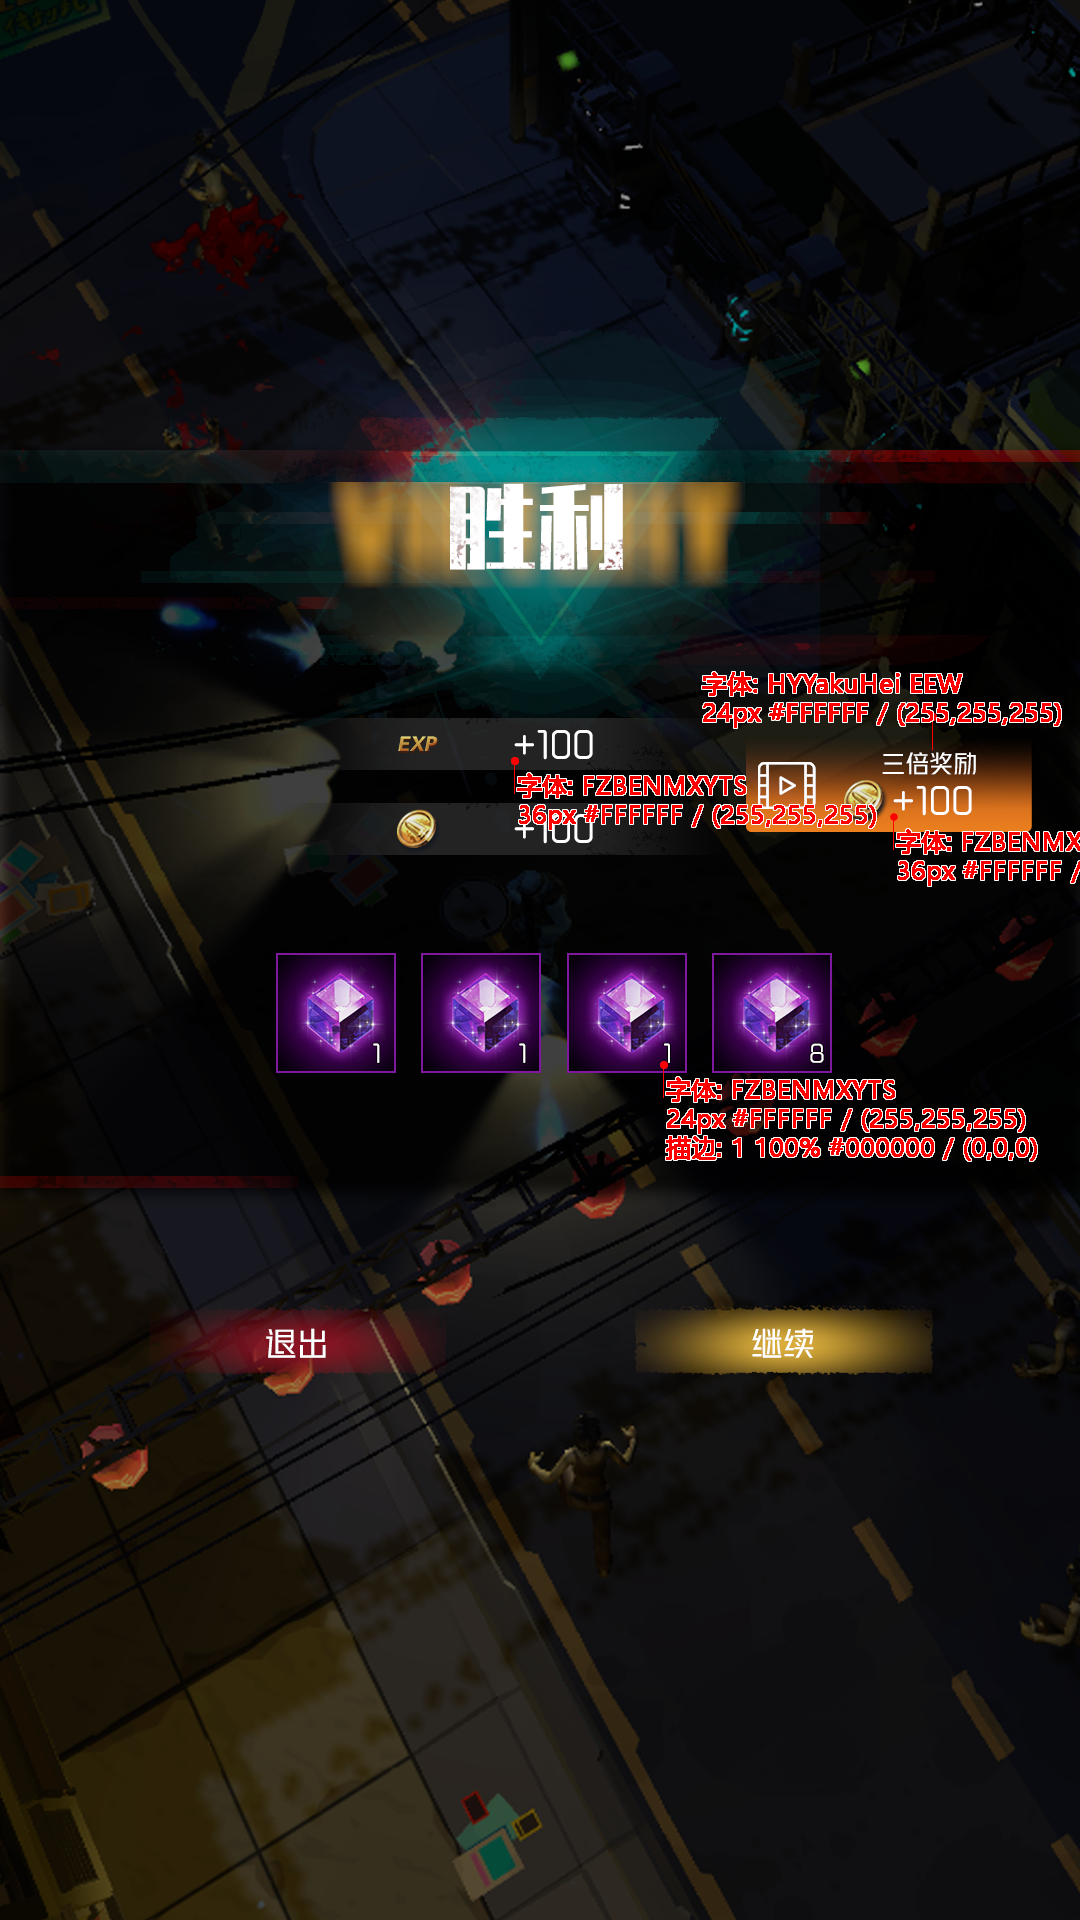 胜利
字体: HYYakuHei EEW
24px #FFFFFF / (255,255,255)
EXP
+100
三倍奖励
+100
字体: FZBENMXYTS
36px #FFFFFF / (255,255,255)
+100
字体: FZBENMX
36px #FFFFFF /
1
1
1
8
字体: FZBENMXYTS
24px #FFFFFF / (255,255,255)
描边: 1 100% #000000 / (0,0,0)
退出
继续